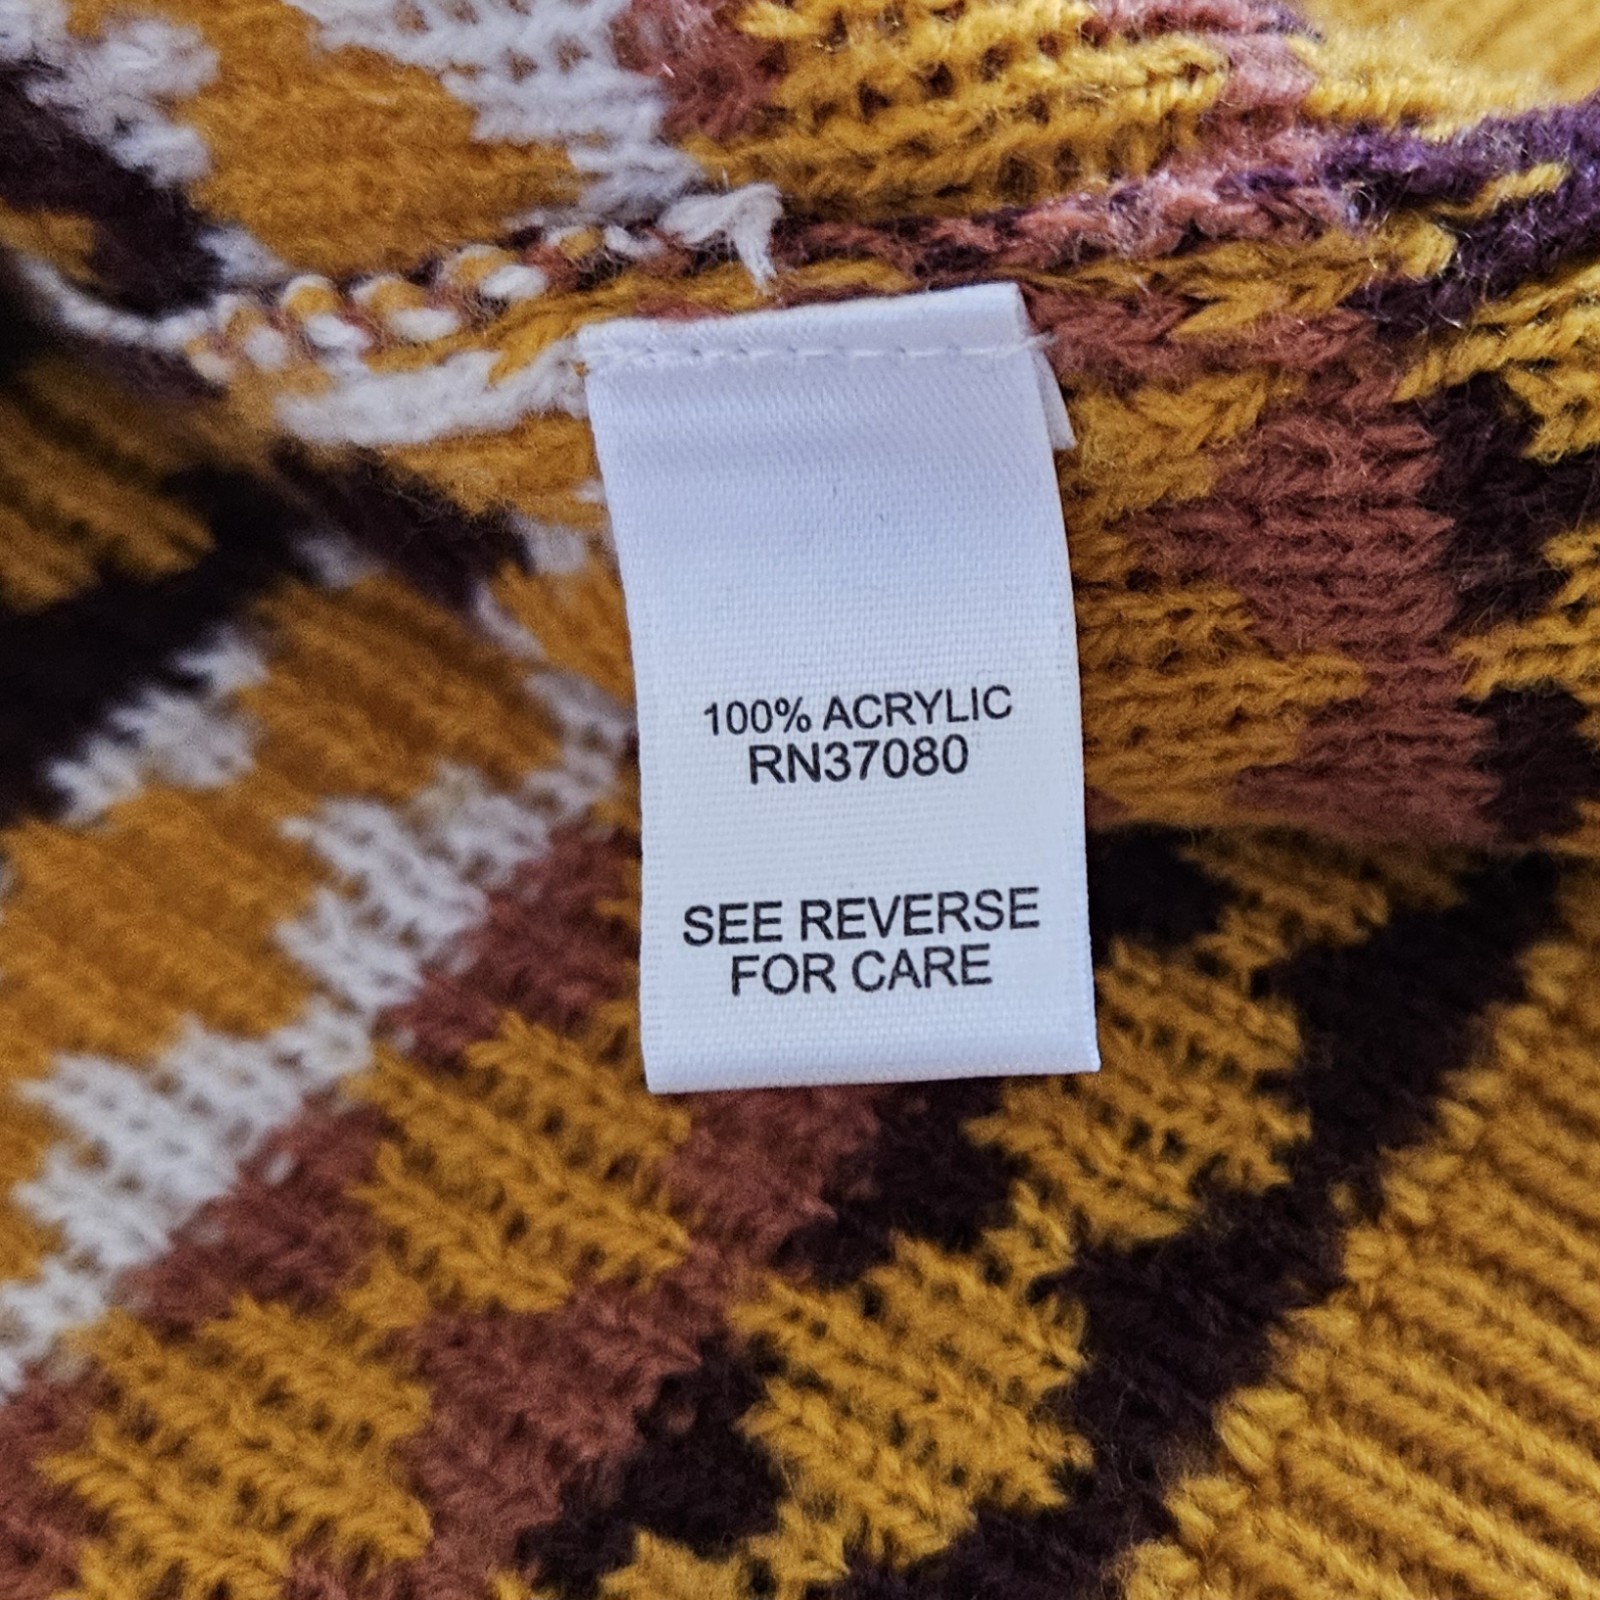 100% ACRYLIC
RN37080
SEE REVERSE
FOR CARE